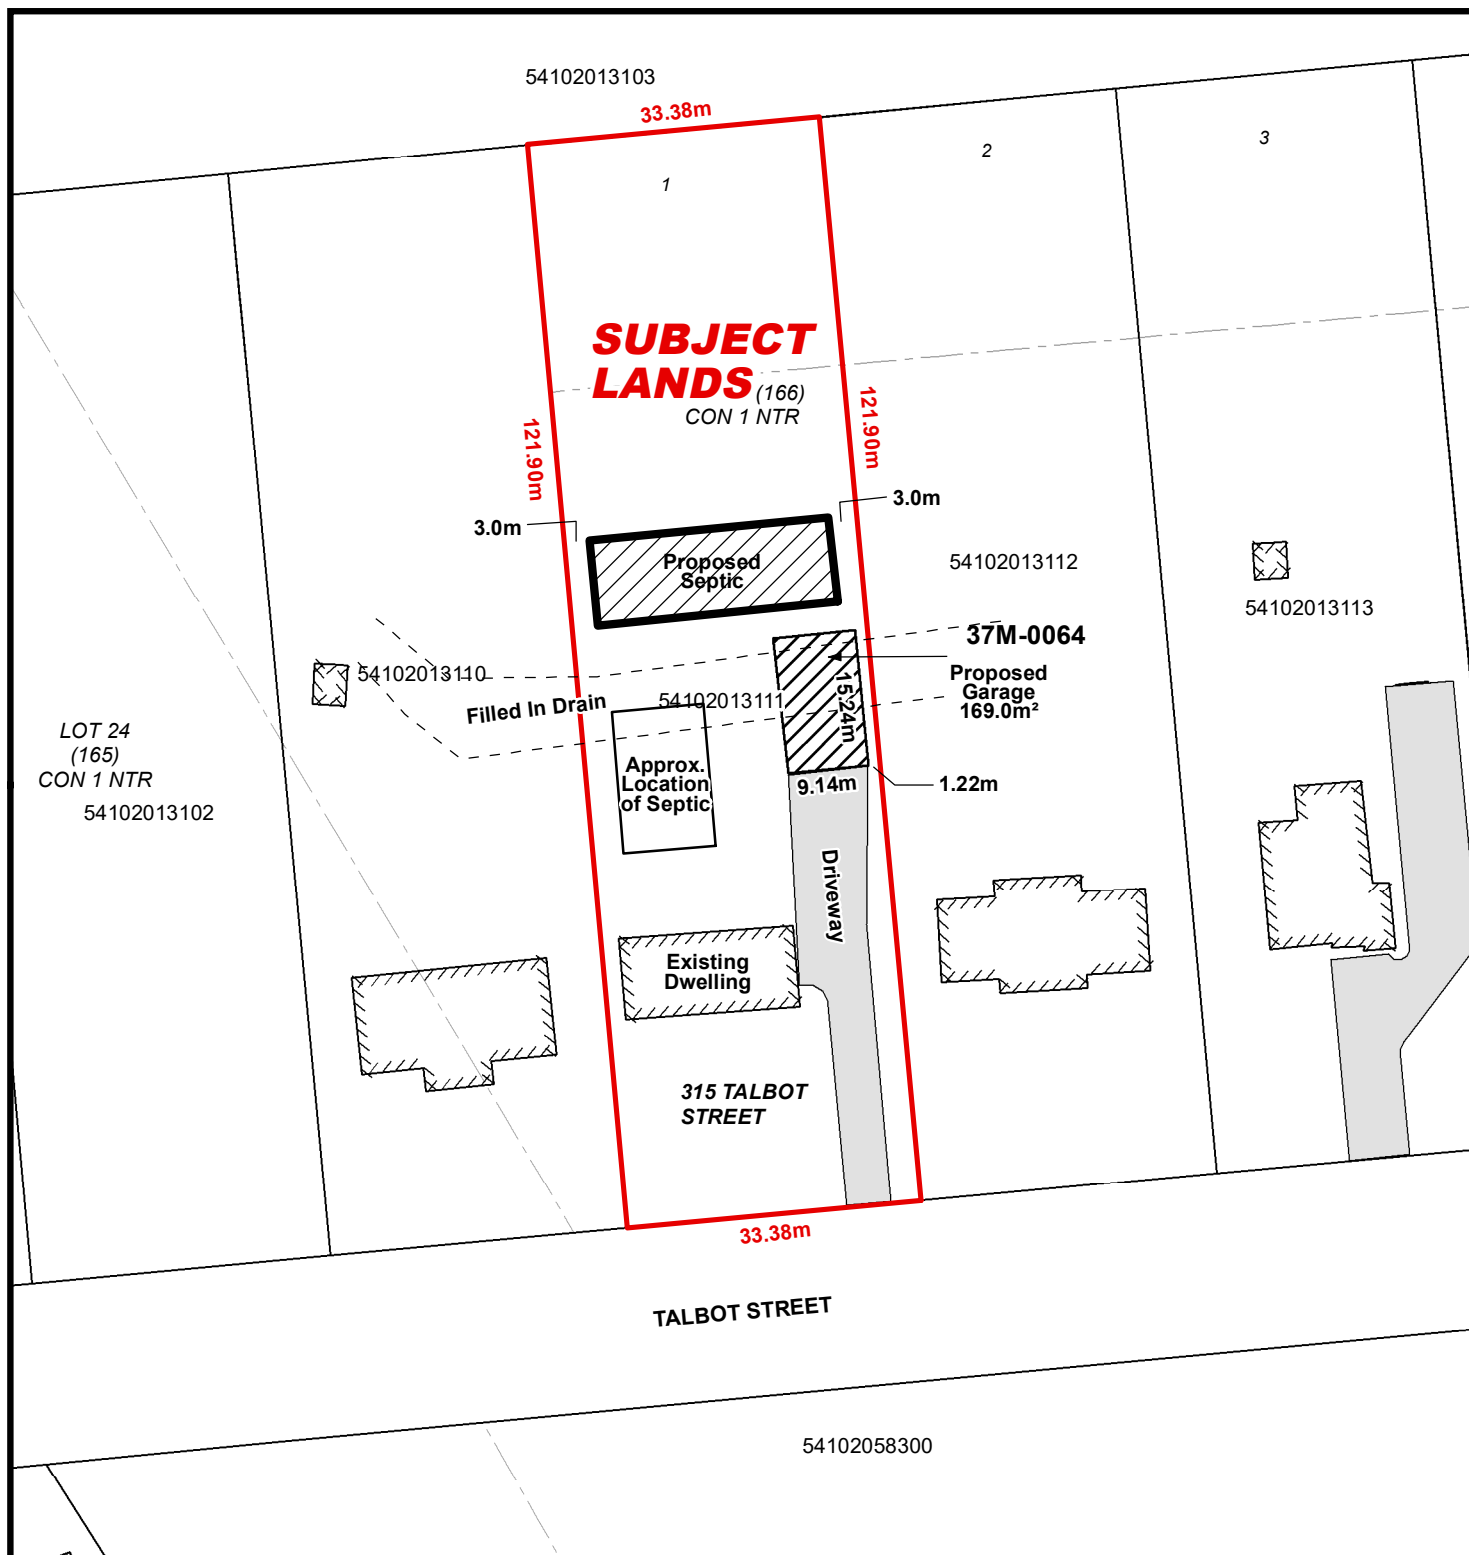 54102013103
33.38m
1
2
3
SUBJECT
LANDS
(166)
CON 1 NTR
121.90m
121.90m
3.0m
3.0m
Proposed
Septic
54102013112
54102013113
37M-0064
54102013110
54102013111
Filled In Drain
Proposed
Garage
169.0m²
15.24m
LOT 24
(165)
CON 1 NTR
54102013102
Approx.
Location
of Septic
9.14m
1.22m
Driveway
Existing
Dwelling
315 TALBOT
STREET
33.38m
TALBOT STREET
54102058300